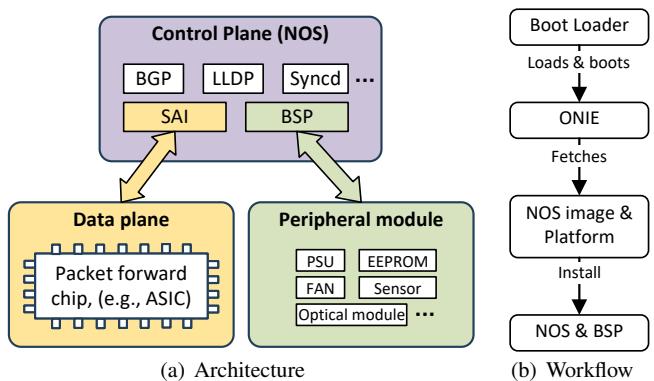 Control Plane (NOS)
BGP LLDP Syncd ...
SAI BSP
Data plane
Packet forward
chip, (e.g., ASIC)
Peripheral module
PSU EEPROM
FAN Sensor
Optical module ...
(a) Architecture
Boot Loader
Loads & boots
ONIE
Fetches
NOS image &
Platform
Install
NOS & BSP
(b) Workflow